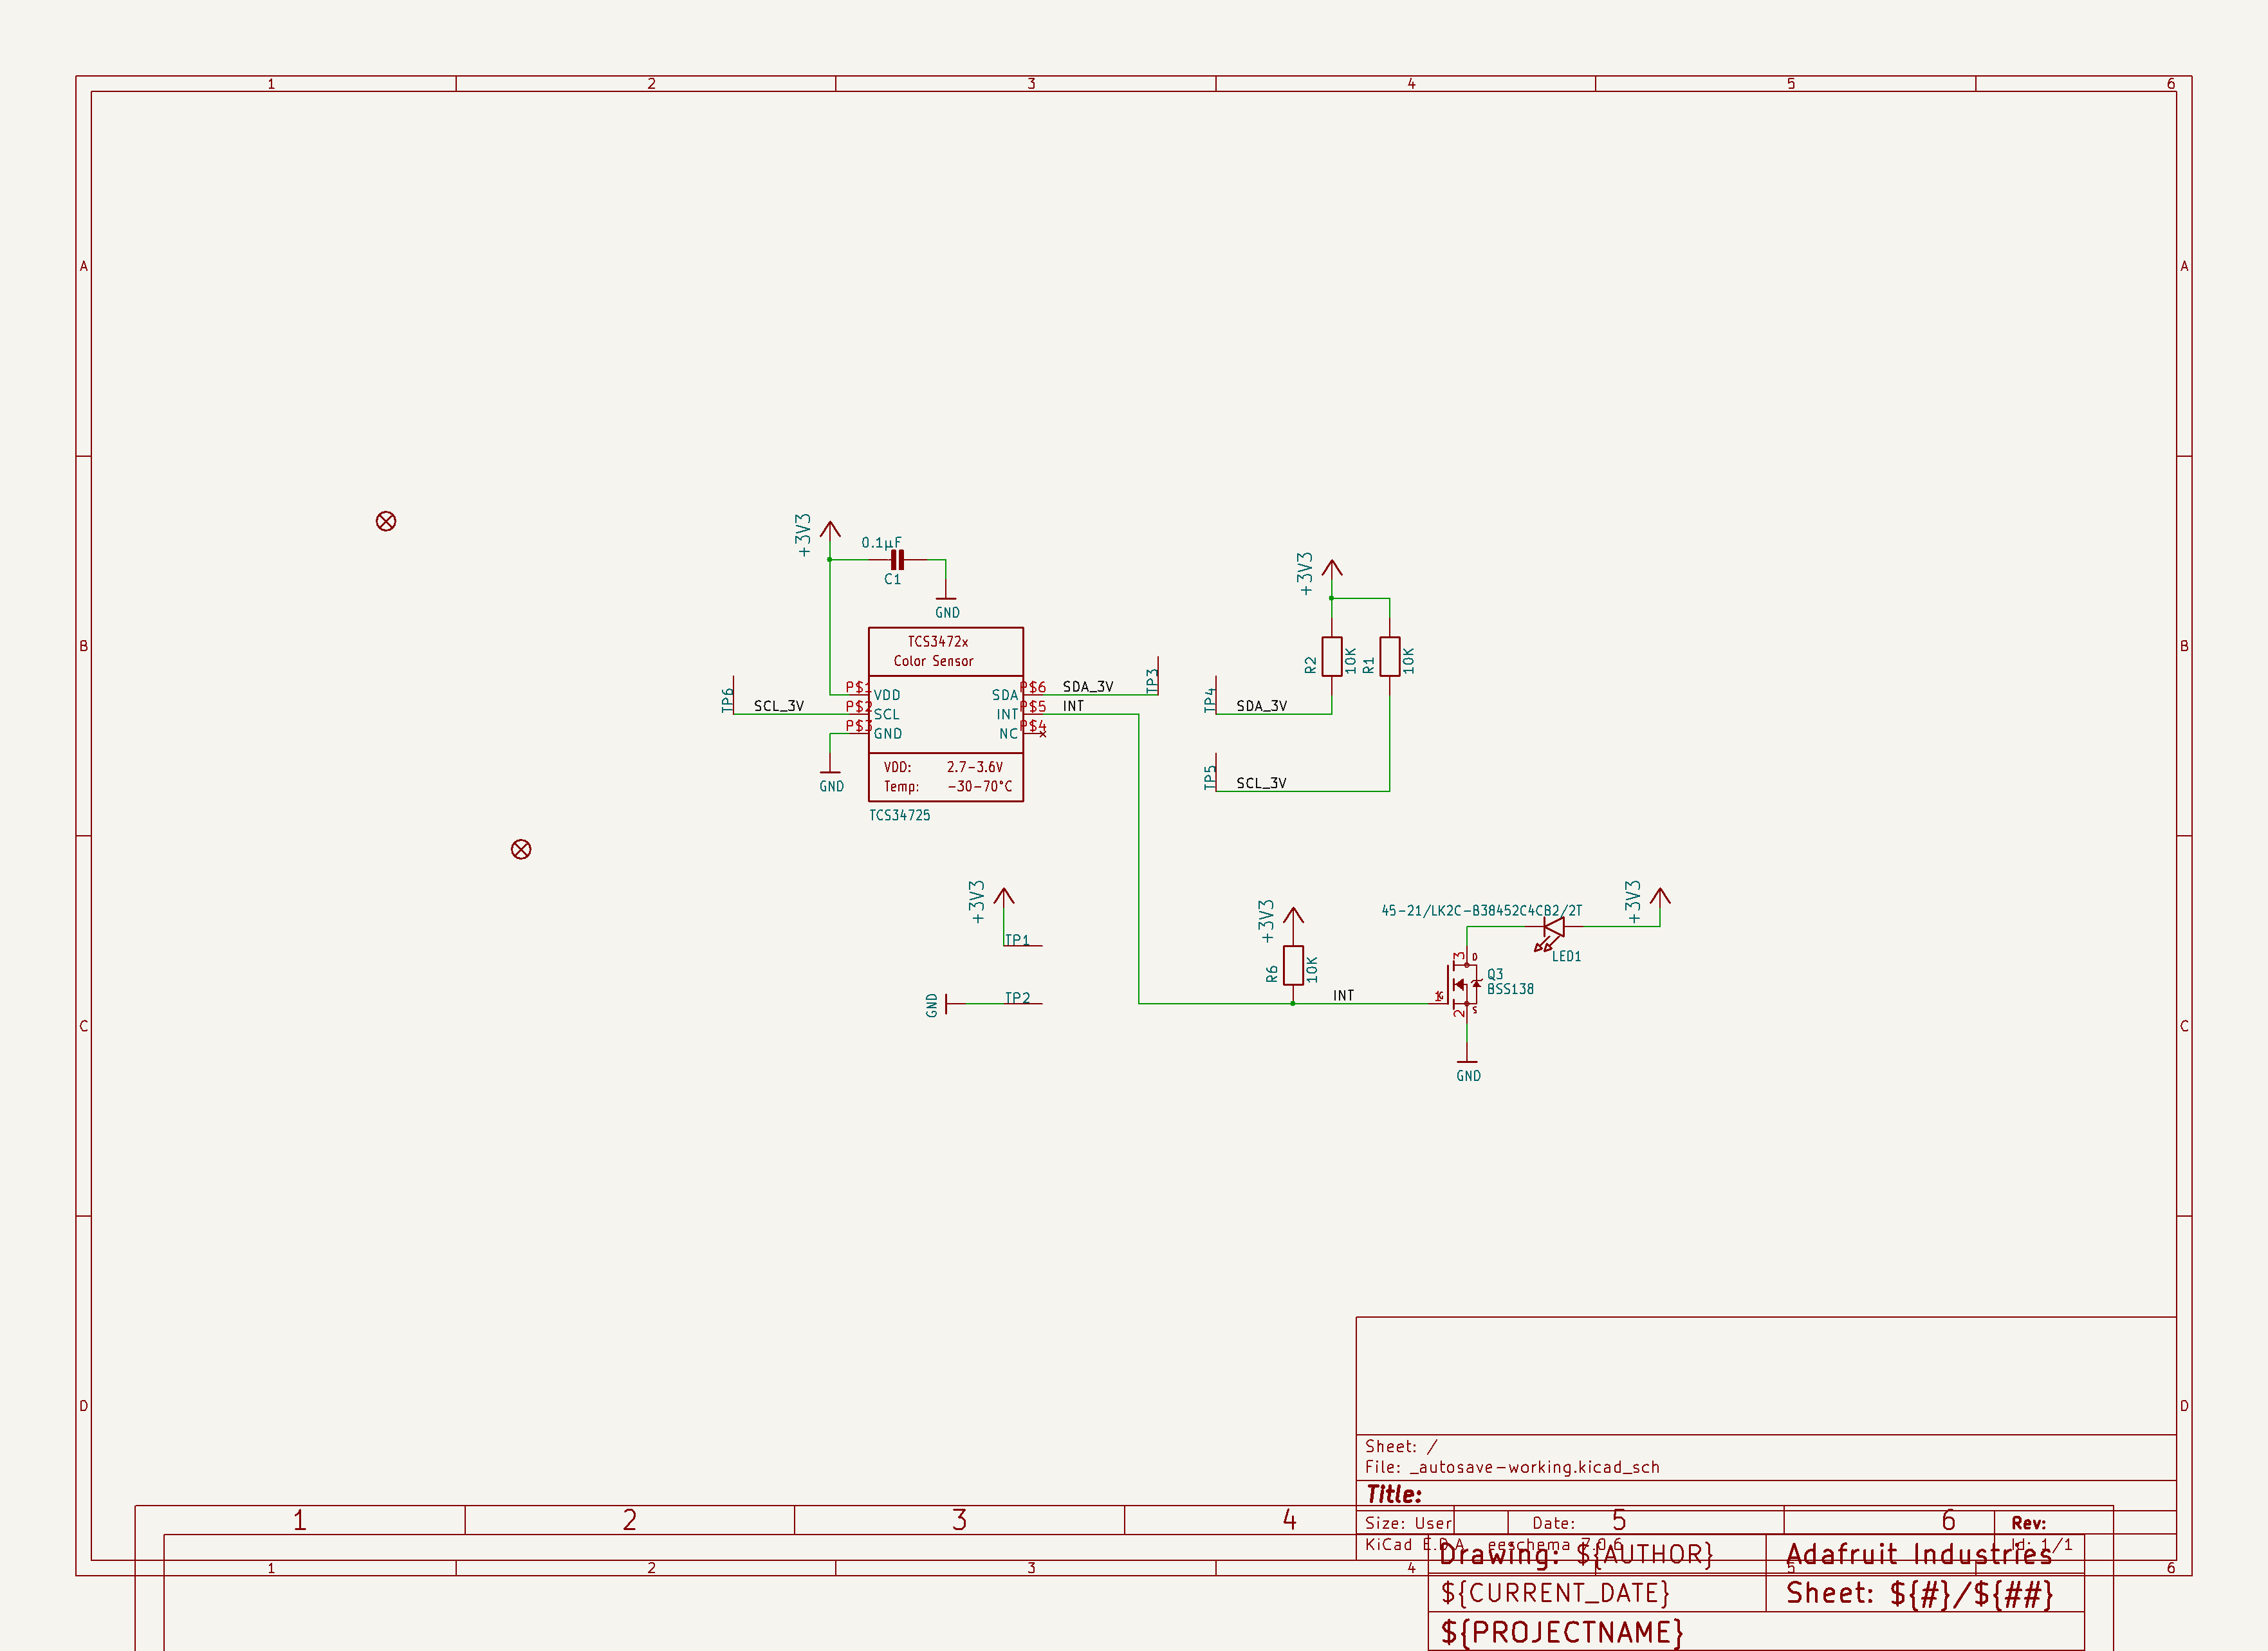 1 2 3 4 5 6
A A
+3V3
0.1µF
C1
GND
+3V3
B B
TCS3472x
Color Sensor
R2 10K R1 10K
TP6 SCL_3V
P$1 VDD
P$2 SCL
P$3 GND
SDA P$6 SDA_3V TP3
INT P$5 INT
NC P$4
TP4 SDA_3V
GND
VDD: 2.7-3.6V
Temp: -30-70°C
TP5 SCL_3V
TCS34725
+3V3
TP1
GND TP2
+3V3
R6 10K
INT
45-21/LK2C-B38452C4CB2/2T
+3V3
LED1
3 D
Q3
BSS138
1 G
2 S
GND
C C
D D
Sheet: /
File: _autosave-working.kicad_sch
Title:
Size: User Date: Rev:
KiCad E.D.A. eeschema 7.0.6 Id: 1/1
1 2 3 4 5 6
1 2 3 4 5 6
Drawing: ${AUTHOR} Adafruit Industries
${CURRENT_DATE} Sheet: ${#}/${##}
${PROJECTNAME}